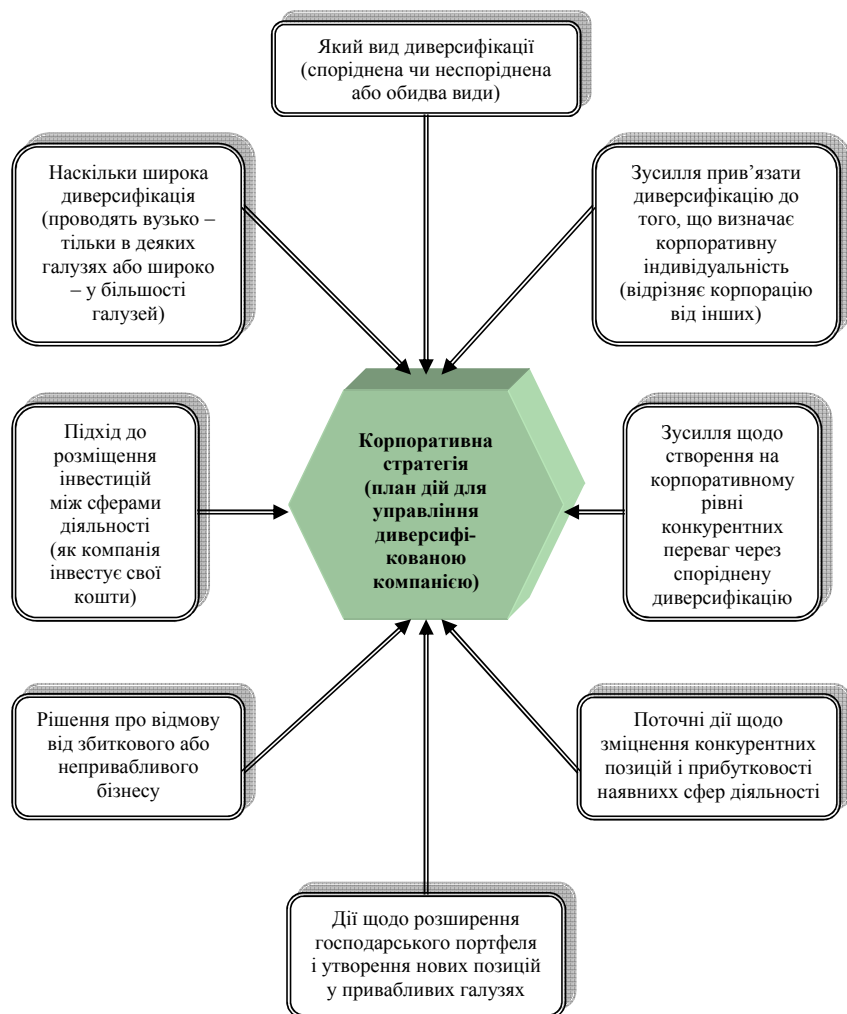 Який вид диверсифікації
(споріднена чи неспоріднена
або обидва види)
Наскільки широка
диверсифікація
(проводять вузько –
тільки в деяких
галузях або широко
– у більшості
галузей)
Зусилля прив’язати
диверсифікацію до
того, що визначає
корпоративну
індивідуальність
(відрізняє корпорацію
від інших)
Підхід до
розміщення
інвестицій
між сферами
діяльності
(як компанія
інвестує свої
кошти)
Корпоративна
стратегія
(план дій для
управління
диверсифі-
кованою
компанією)
Зусилля щодо
створення на
корпоративному
рівні
конкурентних
переваг через
споріднену
диверсифікацію
Рішення про відмову
від збиткового або
непривабливого
бізнесу
Поточні дії щодо
зміцнення конкурентних
позицій і прибутковості
наявнихх сфер діяльності
Дії щодо розширення
господарського портфеля
і утворення нових позицій
у привабливих галузях